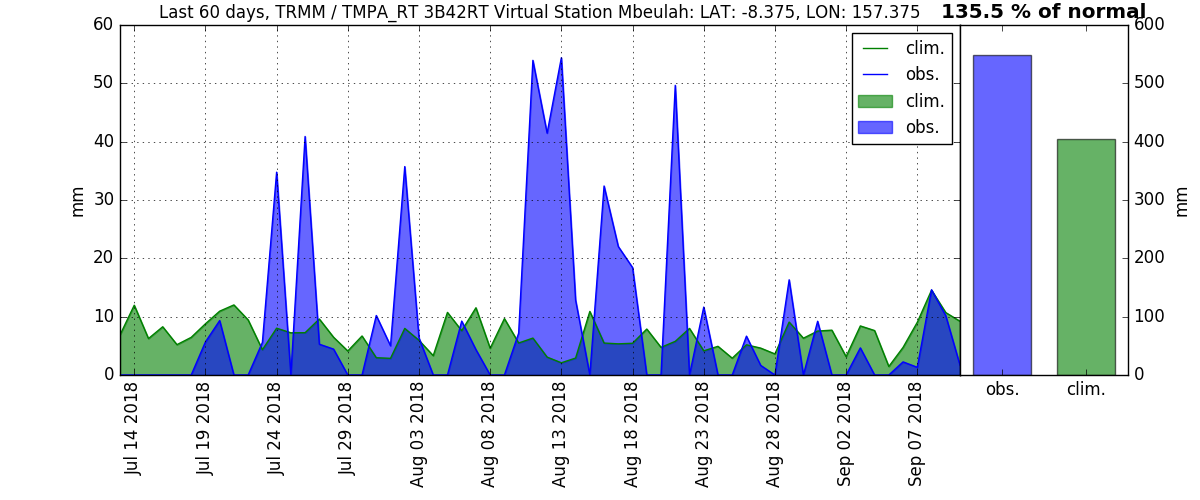 Last 60 days, TRMM / TMPA_RT 3B42RT Virtual Station Mbeulah: LAT: -8.375, LON: 157.375
135.5 % of normal
60
50
40
30
20
10
0
mm
clim.
obs.
clim.
obs.
Jul 14 2018
Jul 19 2018
Jul 24 2018
Jul 29 2018
Aug 03 2018
Aug 08 2018
Aug 13 2018
Aug 18 2018
Aug 23 2018
Aug 28 2018
Sep 02 2018
Sep 07 2018
600
500
400
300
200
100
0
mm
obs.
clim.